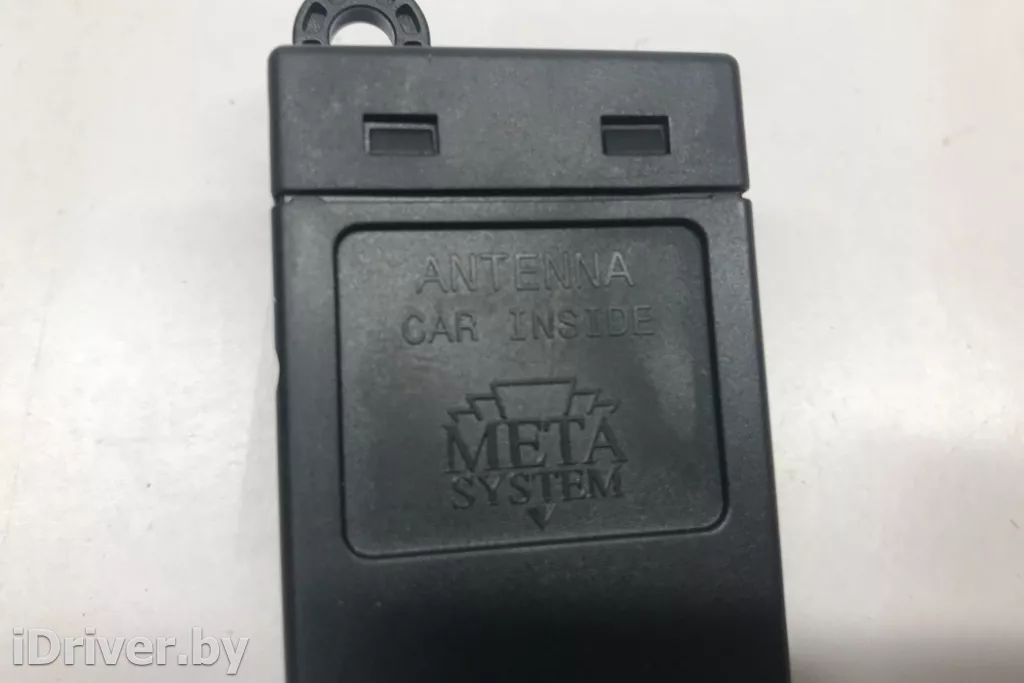 ANTENNA
CAR INSIDE
META
SYSTEM
iDriver.by